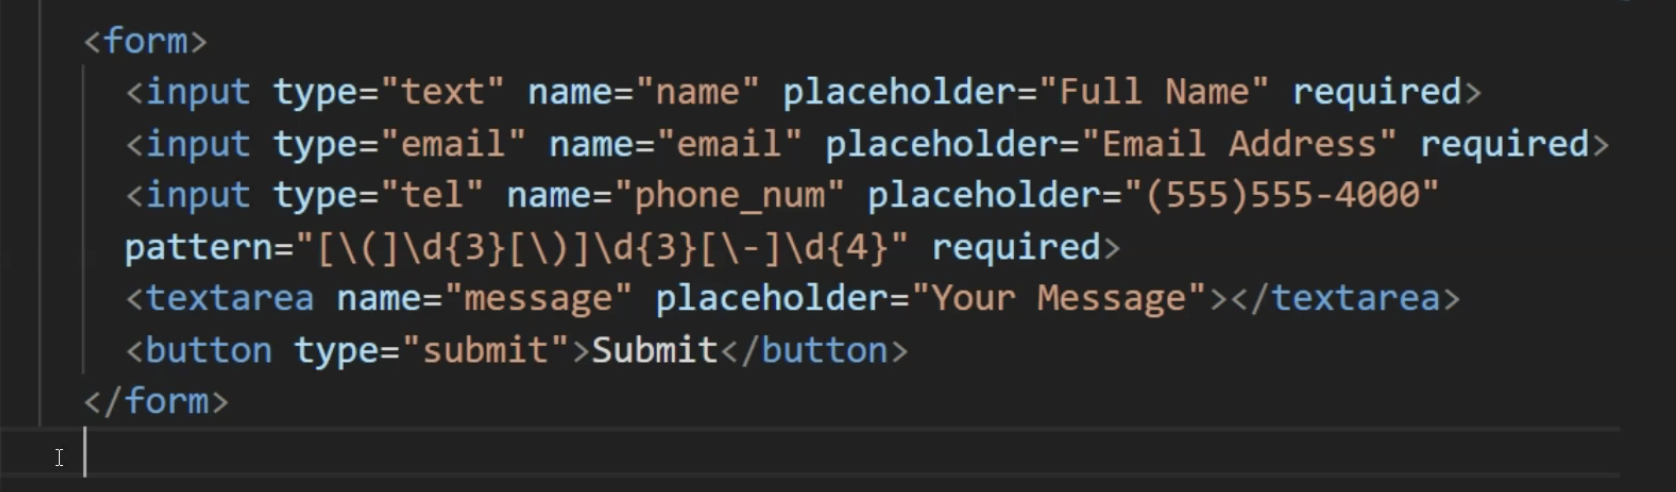 <form>
<input type="text" name="name" placeholder="Full Name" required>
<input type="email" name="email" placeholder="Email Address" required>
<input type="tel" name="phone_num" placeholder="(555)555-4000"
pattern="[\(]\d{3}[\)]\d{3}[\-]\d{4}" required>
<textarea name="message" placeholder="Your Message"></textarea>
<button type="submit">Submit</button>
</form>